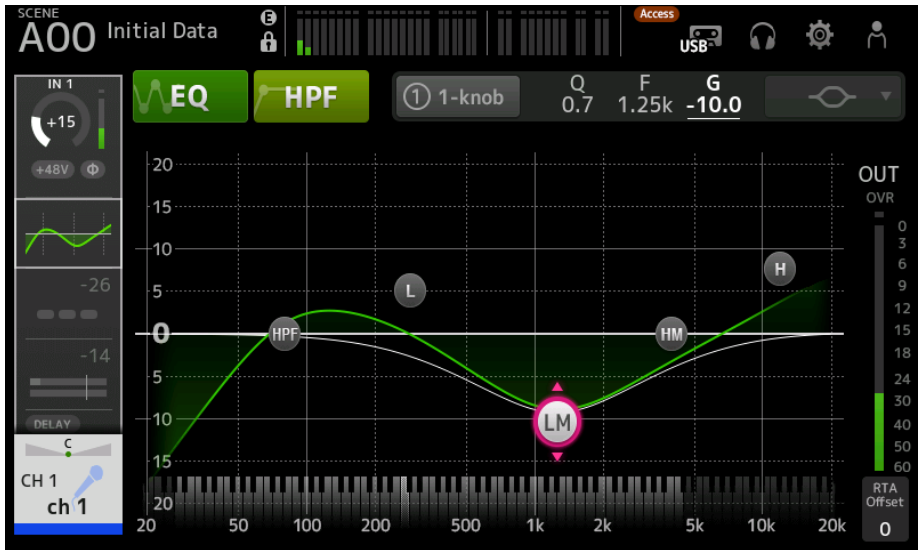 SCENE
A00 Initial Data
E
Access
USB
IN 1
+15
+48V Φ
-26
-14
DELAY
C
CH 1
ch 1
EQ
HPF
1 1-knob
Q F G
0.7 1.25k -10.0
20
15
10
5
0
5
10
15
20
HPF
L
LM
HM
H
20 50 100 200 500 1k 2k 5k 10k 20k
OUT
OVR
0
3
6
9
12
15
18
24
30
40
50
60
RTA
Offset
0